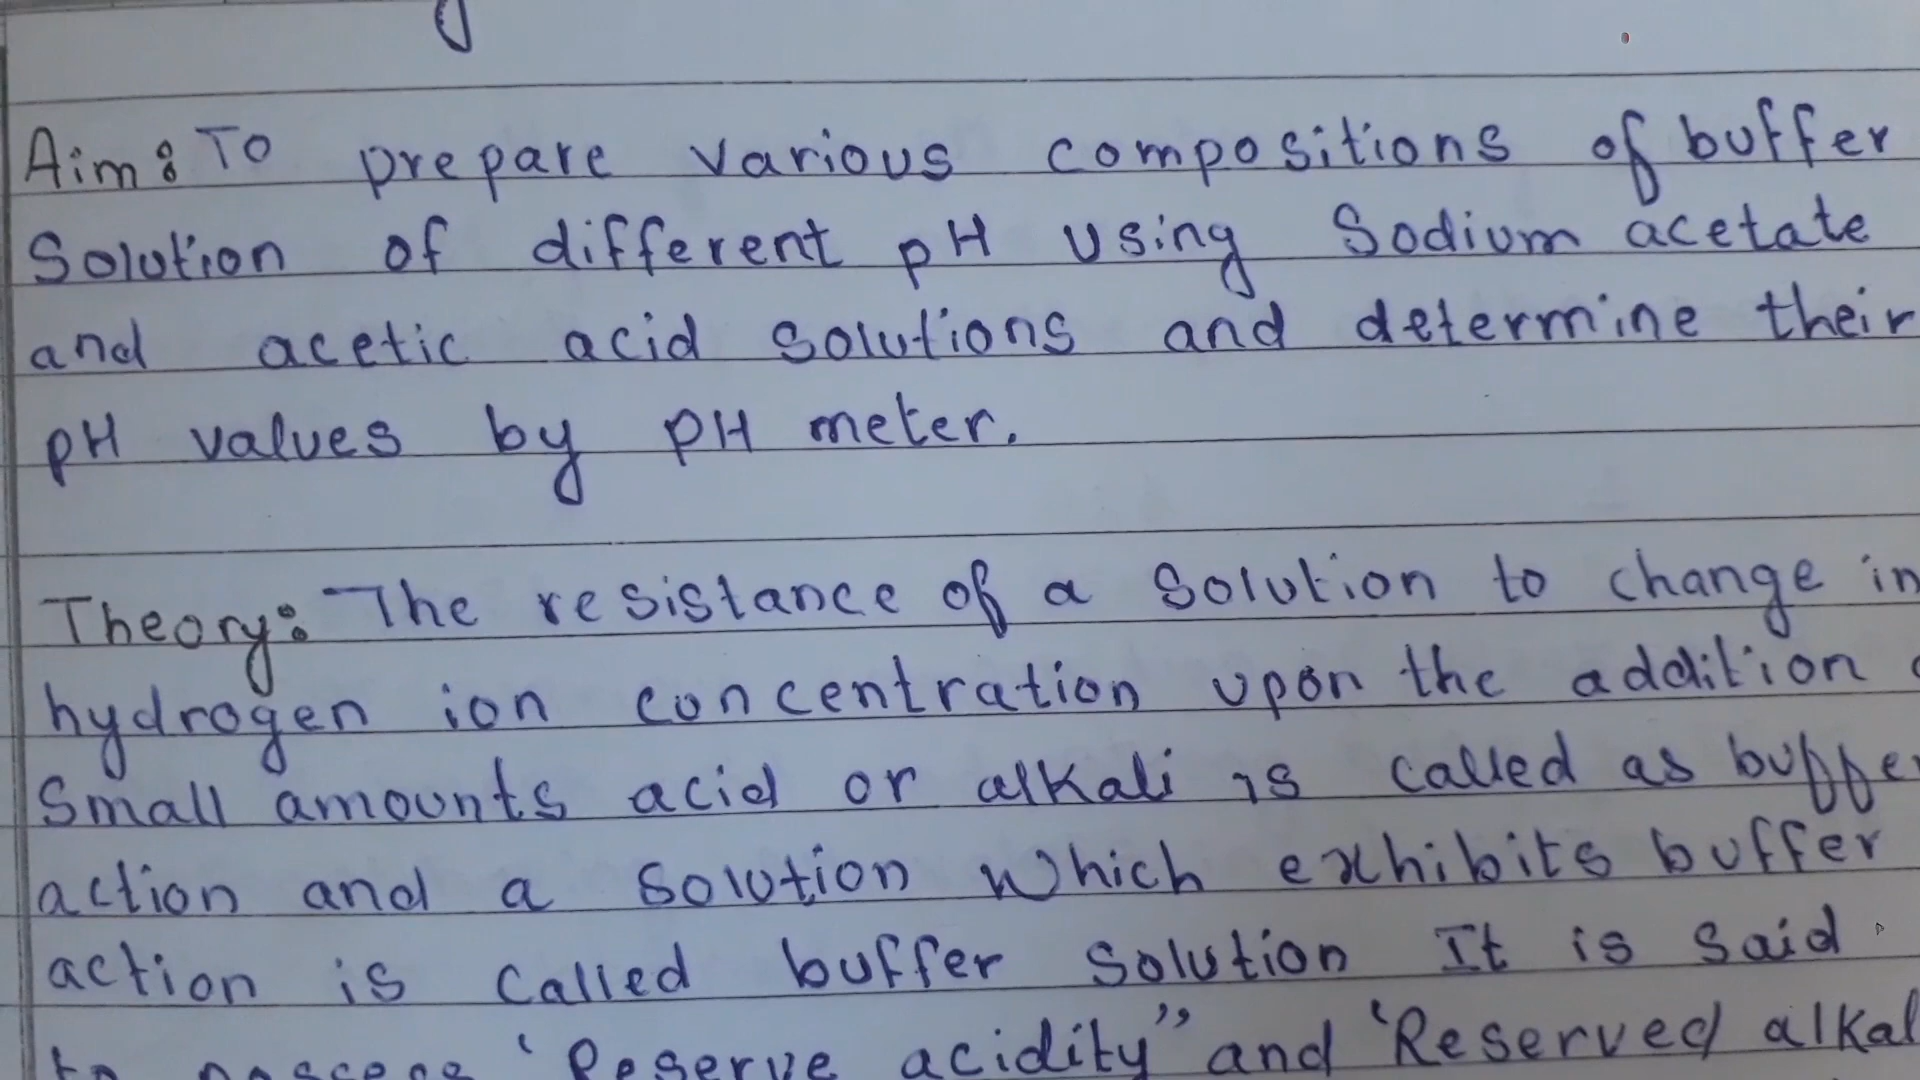 Aim: To prepare various compositions of buffer
Solution of different pH using Sodium acetate
and acetic acid solutions and determine their
pH values by pH meter.
Theory: The resistance of a solution to change in
hydrogen ion concentration upon the addition
Small amounts acid or alkali is called as buffer
action and a solution which exhibits buffer
action is called buffer solution It is said
to possess ‘Reserve acidity” and ‘Reserved alkal